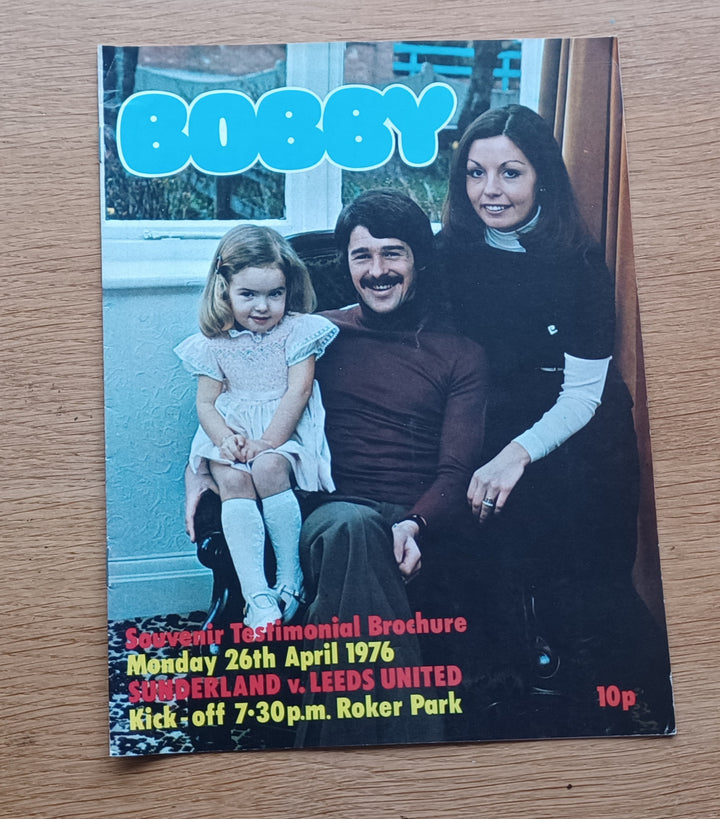 BOBBY
Souvenir Testimonial Brochure
Monday 26th April 1976
SUNDERLAND v. LEEDS UNITED
Kick-off 7·30p.m. Roker Park
10p